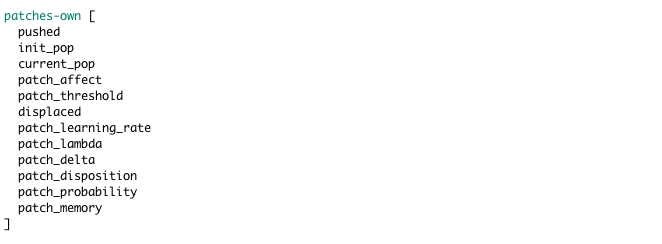 patches-own [
  pushed
  init_pop
  current_pop
  patch_affect
  patch_threshold
  displaced
  patch_learning_rate
  patch_lambda
  patch_delta
  patch_disposition
  patch_probability
  patch_memory
]